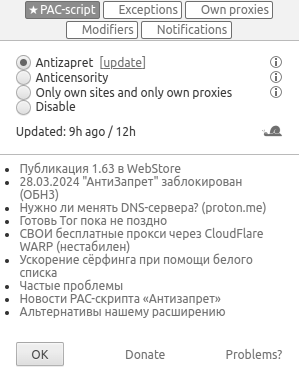 ★ PAC-script Exceptions Own proxies
Modifiers Notifications
Antizapret [update]
Anticensority
Only own sites and only own proxies
Disable
Updated: 9h ago / 12h
Публикация 1.63 в WebStore
28.03.2024 "АнтиЗапрет" заблокирован
(ОБНЗ)
Нужно ли менять DNS-сервера? (proton.me)
Готовь Tor пока не поздно
СВОИ бесплатные прокси через CloudFlare
WARP (нестабилен)
Ускорение сёрфинга при помощи белого
списка
Частые проблемы
Новости PAC-скрипта «Антизапрет»
Альтернативы нашему расширению
OK Donate Problems?